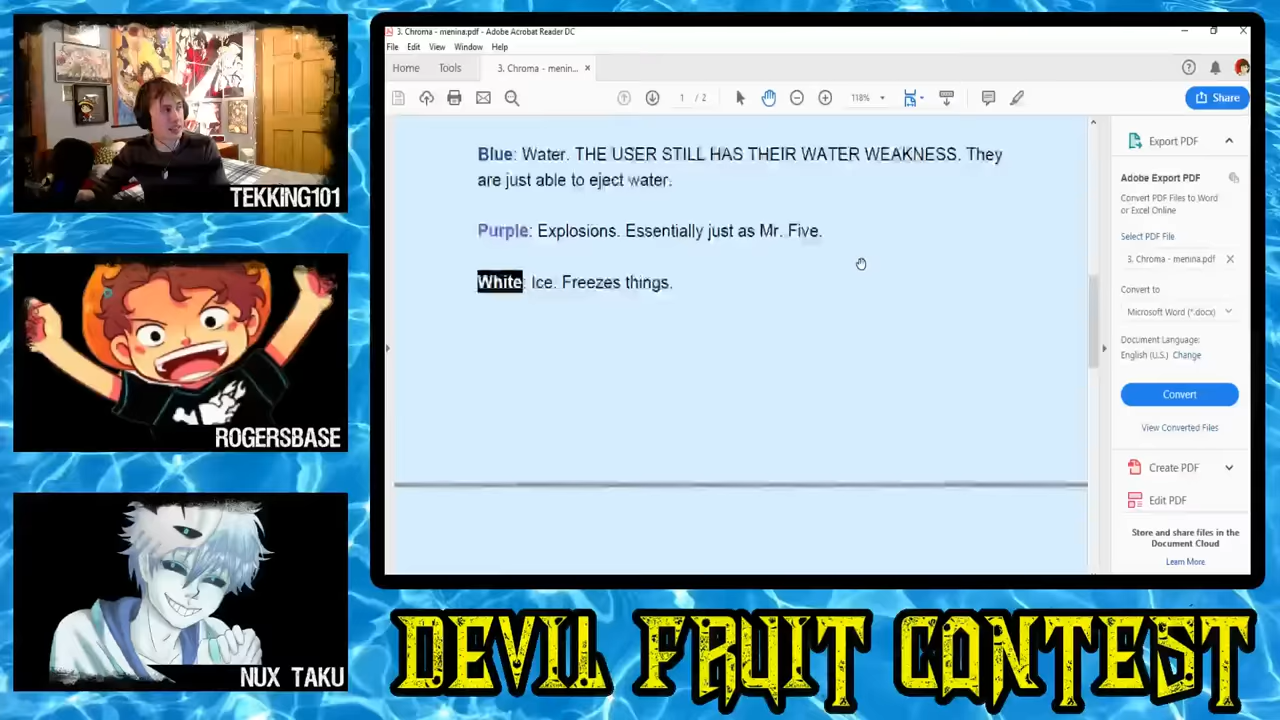 3. Chroma - menina.pdf - Adobe Acrobat Reader DC
File Edit View Window Help
Home Tools 3. Chroma - menin... ×
1 / 2 118% Share
Blue: Water. THE USER STILL HAS THEIR WATER WEAKNESS. They
are just able to eject water.
Purple: Explosions. Essentially just as Mr. Five.
White: Ice. Freezes things.
Export PDF
Adobe Export PDF
Convert PDF Files to Word
or Excel Online
Select PDF File
3. Chroma - menina.pdf ×
Convert to
Microsoft Word (*.docx)
Document Language:
English (U.S.) Change
Convert
View Converted Files
Create PDF
Edit PDF
Store and share files in the
Document Cloud
Learn More
TEKKING101
ROGERSBASE
NUX TAKU
DEVIL FRUIT CONTEST